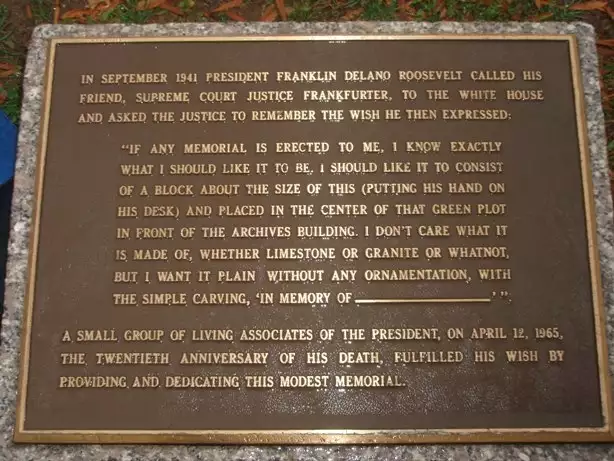 IN SEPTEMBER 1941 PRESIDENT FRANKLIN DELANO ROOSEVELT CALLED HIS
FRIEND, SUPREME COURT JUSTICE FRANKFURTER, TO THE WHITE HOUSE
AND ASKED THE JUSTICE TO REMEMBER THE WISH HE THEN EXPRESSED:
"IF ANY MEMORIAL IS ERECTED TO ME, I KNOW EXACTLY
WHAT I SHOULD LIKE IT TO BE. I SHOULD LIKE IT TO CONSIST
OF A BLOCK ABOUT THE SIZE OF THIS (PUTTING HIS HAND ON
HIS DESK) AND PLACED IN THE CENTER OF THAT GREEN PLOT
IN FRONT OF THE ARCHIVES BUILDING. I DON'T CARE WHAT IT
IS MADE OF, WHETHER LIMESTONE OR GRANITE OR WHATNOT,
BUT I WANT IT PLAIN WITHOUT ANY ORNAMENTATION, WITH
THE SIMPLE CARVING, 'IN MEMORY OF __________'".
A SMALL GROUP OF LIVING ASSOCIATES OF THE PRESIDENT, ON APRIL 12, 1965,
THE TWENTIETH ANNIVERSARY OF HIS DEATH, FULFILLED HIS WISH BY
PROVIDING AND DEDICATING THIS MODEST MEMORIAL.